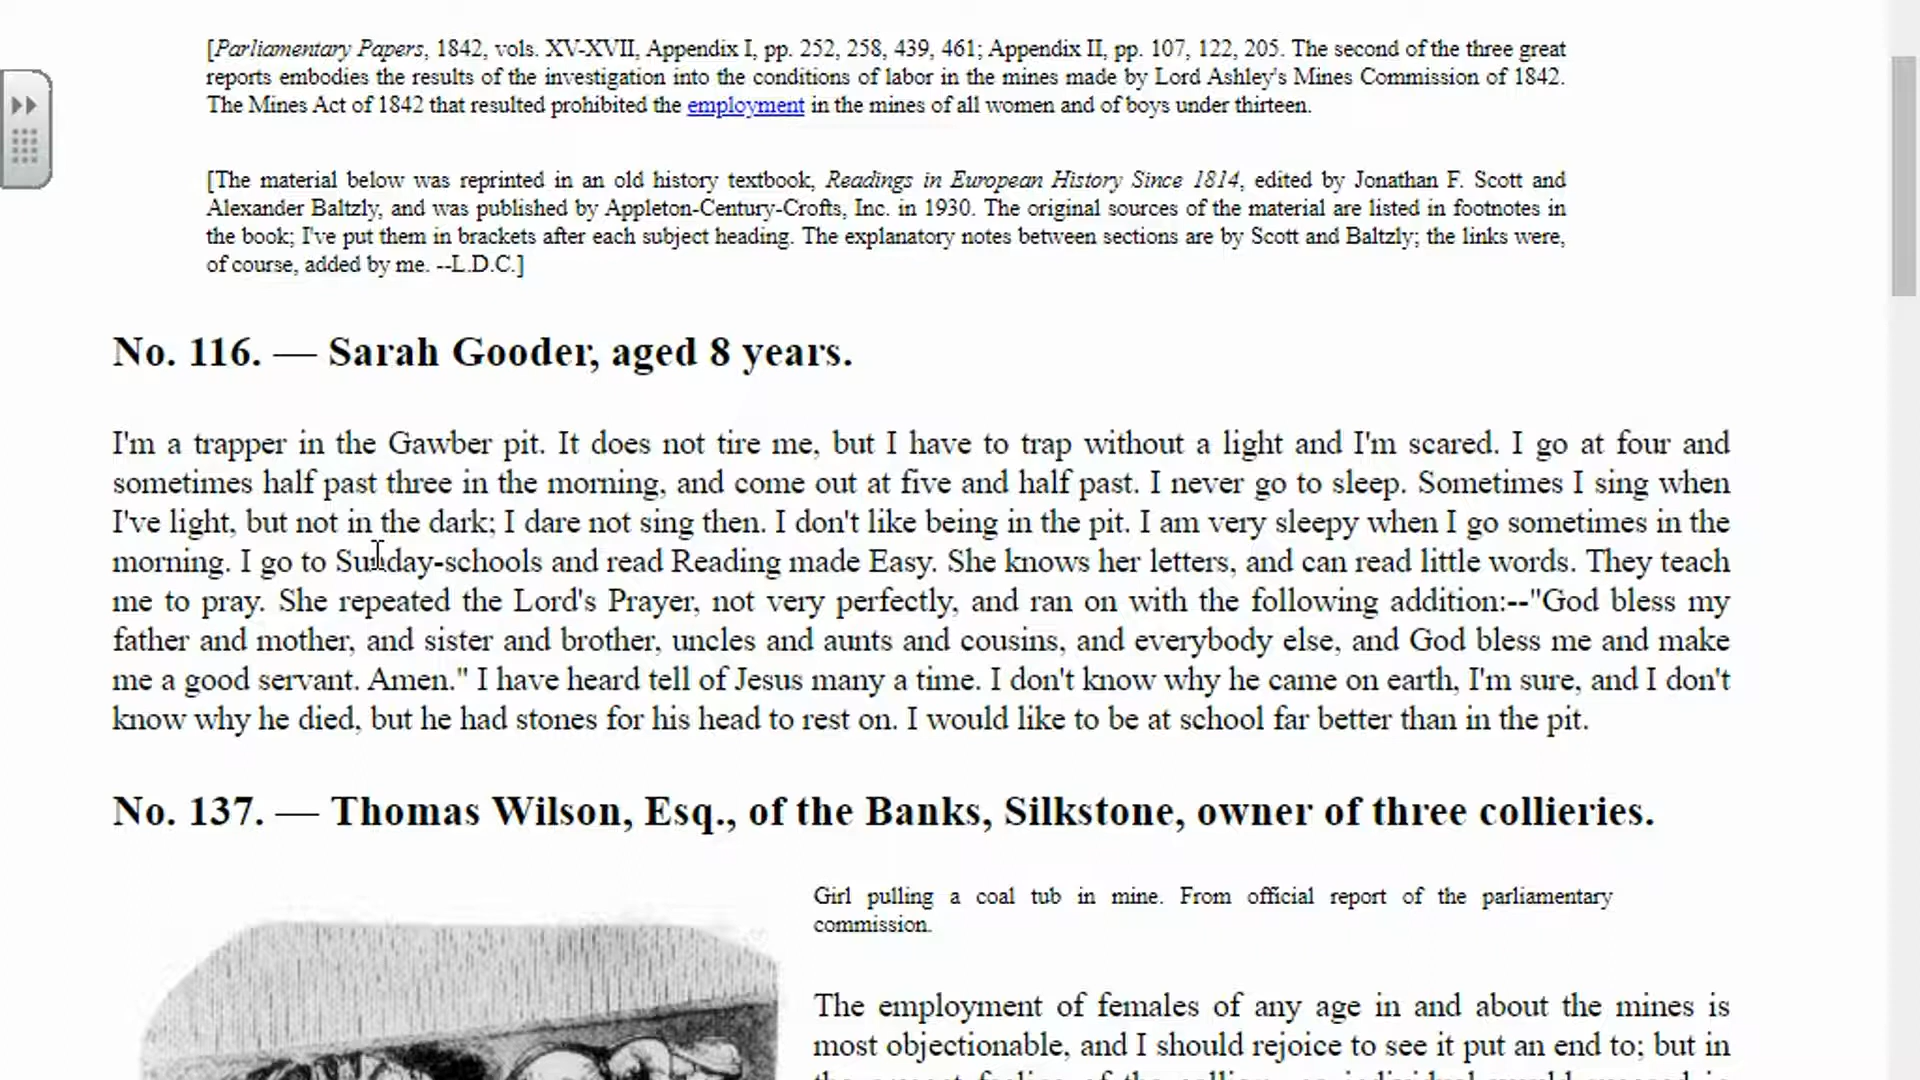 [Parliamentary Papers, 1842, vols. XV-XVII, Appendix I, pp. 252, 258, 439, 461; Appendix II, pp. 107, 122, 205. The second of the three great
reports embodies the results of the investigation into the conditions of labor in the mines made by Lord Ashley's Mines Commission of 1842.
The Mines Act of 1842 that resulted prohibited the employment in the mines of all women and of boys under thirteen.
[The material below was reprinted in an old history textbook, Readings in European History Since 1814, edited by Jonathan F. Scott and
Alexander Baltzly, and was published by Appleton-Century-Crofts, Inc. in 1930. The original sources of the material are listed in footnotes in
the book; I've put them in brackets after each subject heading. The explanatory notes between sections are by Scott and Baltzly; the links were,
of course, added by me. --L.D.C.]
No. 116. — Sarah Gooder, aged 8 years.
I'm a trapper in the Gawber pit. It does not tire me, but I have to trap without a light and I'm scared. I go at four and
sometimes half past three in the morning, and come out at five and half past. I never go to sleep. Sometimes I sing when
I've light, but not in the dark; I dare not sing then. I don't like being in the pit. I am very sleepy when I go sometimes in the
morning. I go to Sunday-schools and read Reading made Easy. She knows her letters, and can read little words. They teach
me to pray. She repeated the Lord's Prayer, not very perfectly, and ran on with the following addition:--"God bless my
father and mother, and sister and brother, uncles and aunts and cousins, and everybody else, and God bless me and make
me a good servant. Amen." I have heard tell of Jesus many a time. I don't know why he came on earth, I'm sure, and I don't
know why he died, but he had stones for his head to rest on. I would like to be at school far better than in the pit.
No. 137. — Thomas Wilson, Esq., of the Banks, Silkstone, owner of three collieries.
Girl pulling a coal tub in mine. From official report of the parliamentary
commission.
The employment of females of any age in and about the mines is
most objectionable, and I should rejoice to see it put an end to; but in